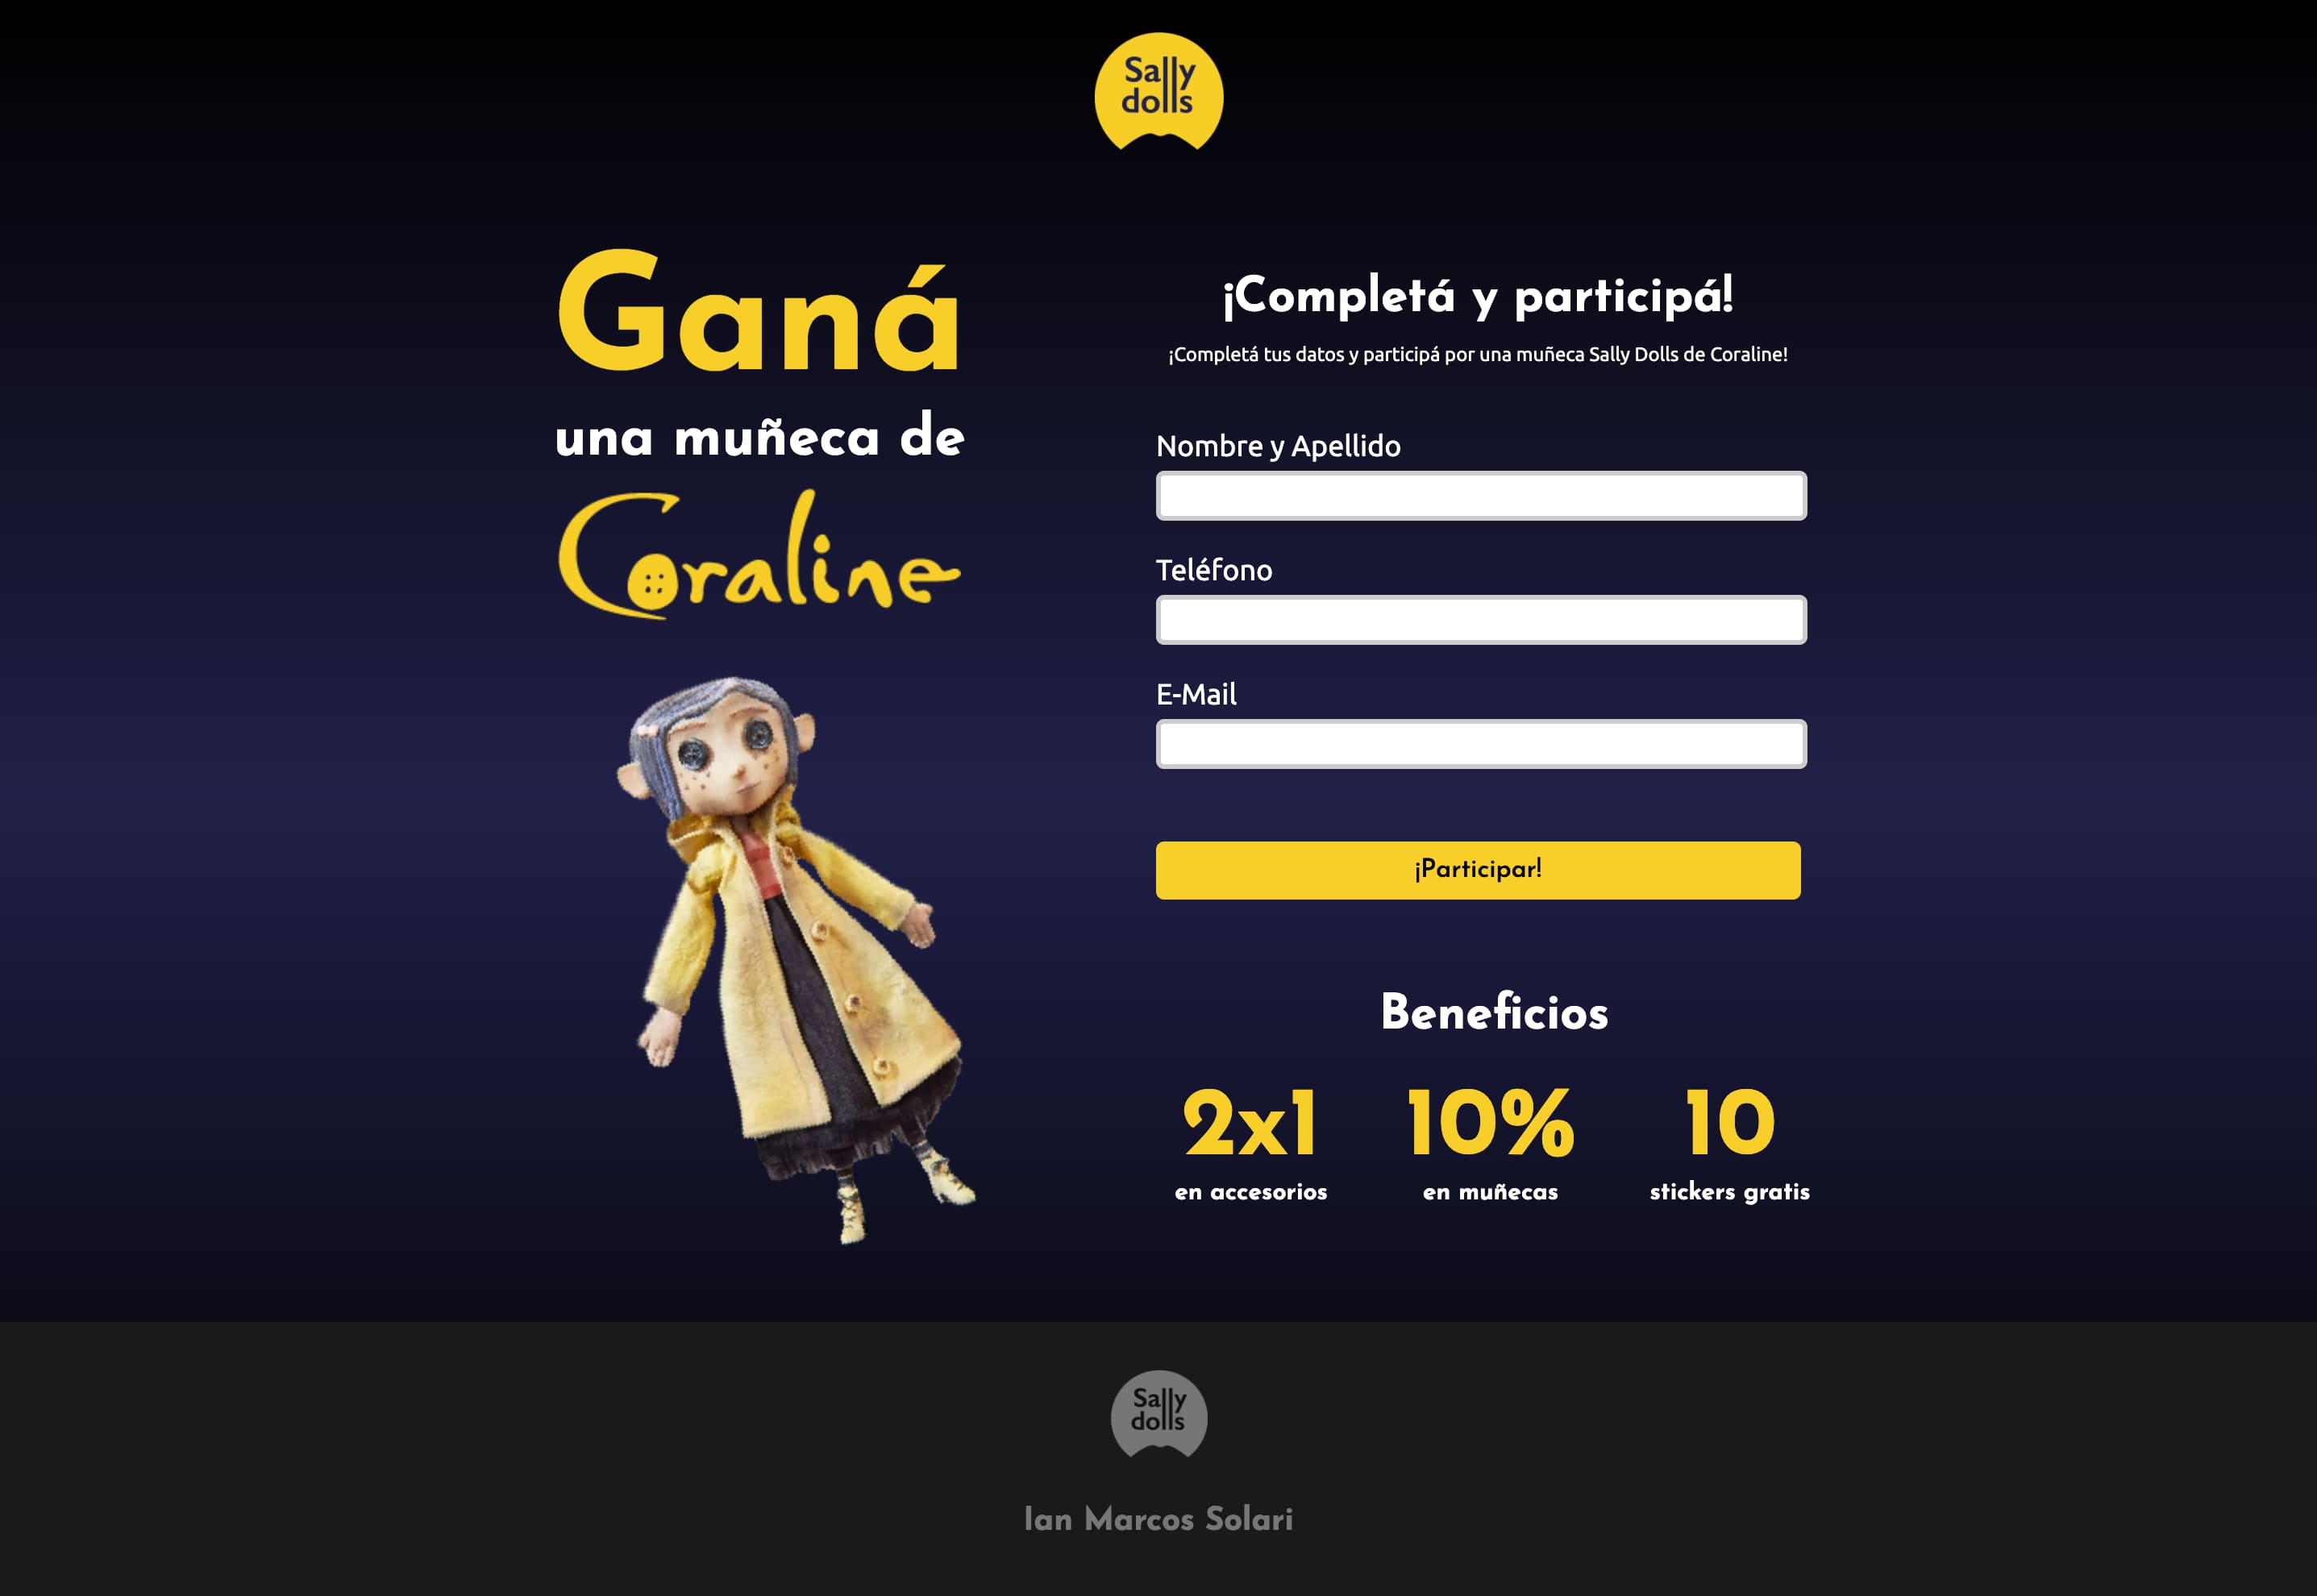 Sally
dolls
Ganá
una muñeca de
Coraline
¡Completá y participá!
¡Completá tus datos y participá por una muñeca Sally Dolls de Coraline!
Nombre y Apellido
Teléfono
E-Mail
¡Participar!
Beneficios
2x1
en accesorios
10%
en muñecas
10
stickers gratis
Sally
dolls
Ian Marcos Solari